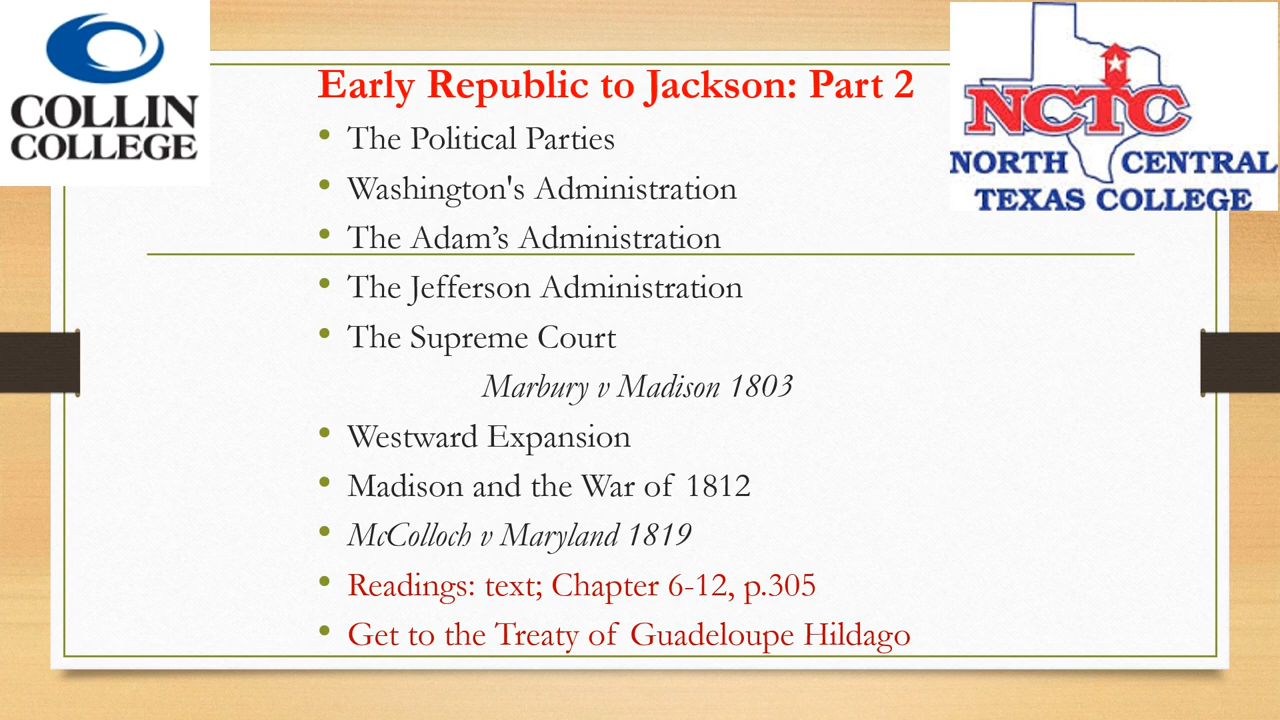 COLLIN
COLLEGE
NCTC
NORTH CENTRAL
TEXAS COLLEGE
Early Republic to Jackson: Part 2
• The Political Parties
• Washington's Administration
• The Adam’s Administration
• The Jefferson Administration
• The Supreme Court
Marbury v Madison 1803
• Westward Expansion
• Madison and the War of 1812
• McColloch v Maryland 1819
• Readings: text; Chapter 6-12, p.305
• Get to the Treaty of Guadeloupe Hildago